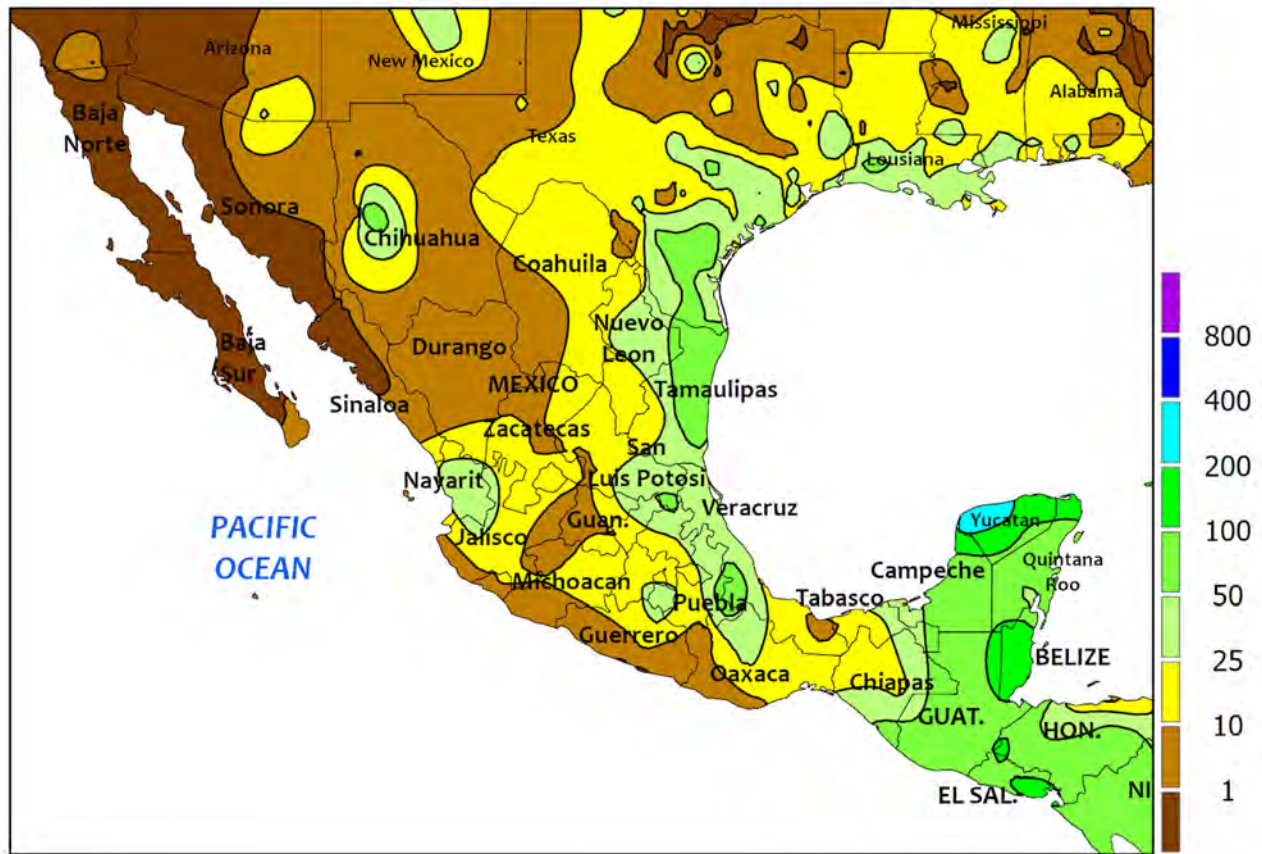 Mississippi
Arizona
New Mexico
Alabama
Baja
Norte
Texas
Lousiana
Sonora
Chihuahua
Coahuila
Nuevo
Leon
Baja
Sur
Durango
MEXICO
Tamaulipas
Sinaloa
Zacatecas
San
Luis Potosi
Nayarit
Veracruz
Guan.
Jalisco
PACIFIC
OCEAN
Yucatan
Quintana
Roo
Campeche
Michoacan
Puebla
Tabasco
Guerrero
Oaxaca
Chiapas
BELIZE
GUAT.
HON.
EL SAL.
NI
800
400
200
100
50
25
10
1